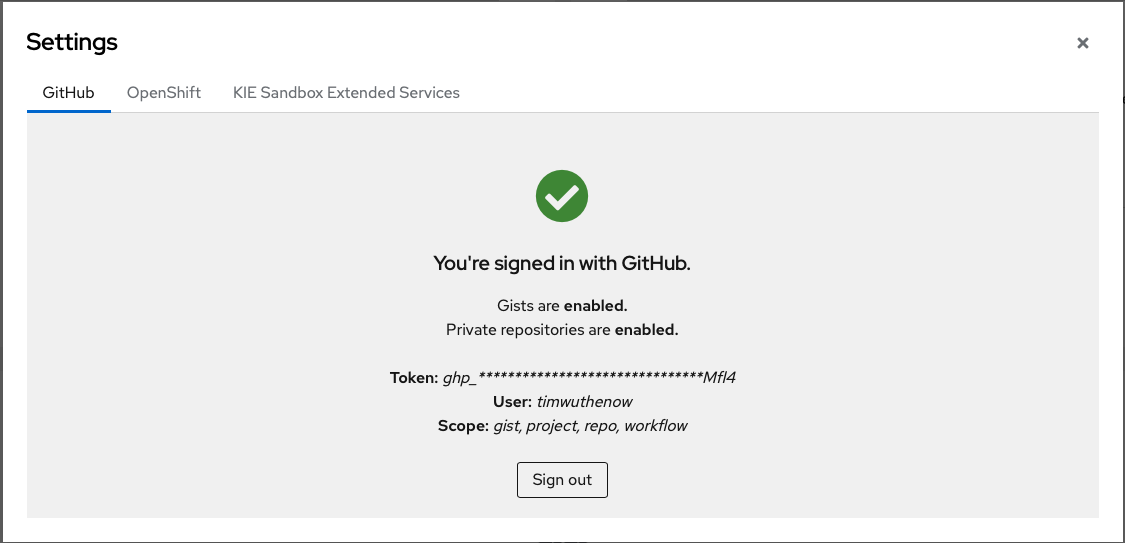 Settings
GitHub OpenShift KIE Sandbox Extended Services
You're signed in with GitHub.
Gists are enabled.
Private repositories are enabled.
Token: ghp_*******************************Mfl4
User: timwuthenow
Scope: gist, project, repo, workflow
Sign out